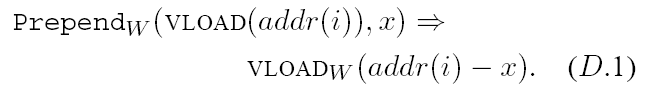 Prepend_W(VLOAD(addr(i)), x) ⇒
VLOAD_W(addr(i) − x). (D.1)